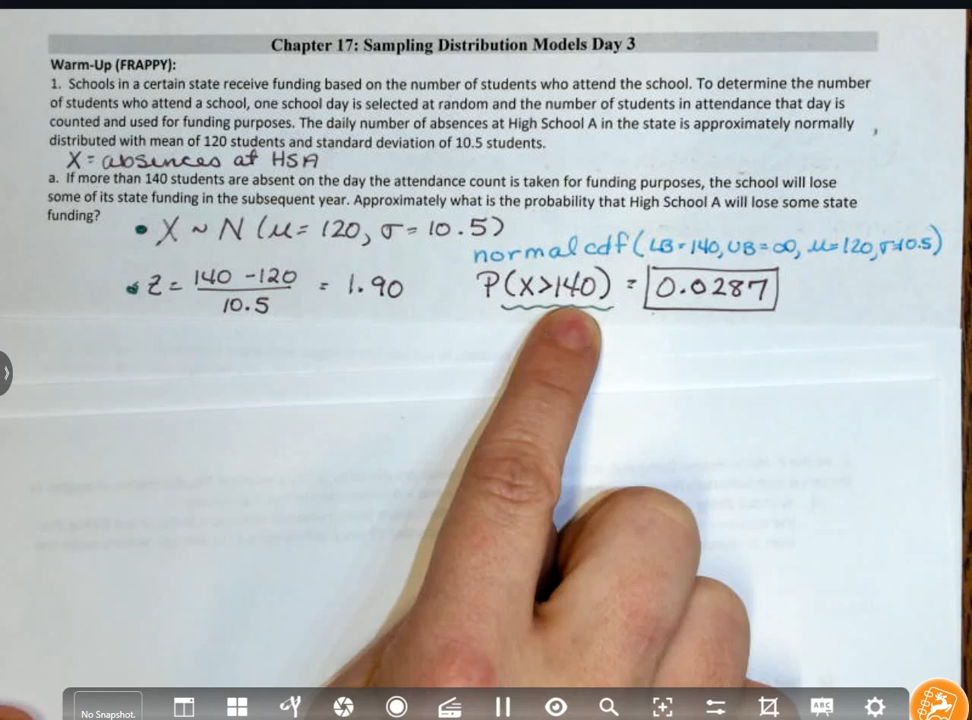 Chapter 17: Sampling Distribution Models Day 3
Warm-Up (FRAPPY):
1. Schools in a certain state receive funding based on the number of students who attend the school. To determine the number
of students who attend a school, one school day is selected at random and the number of students in attendance that day is
counted and used for funding purposes. The daily number of absences at High School A in the state is approximately normally
distributed with mean of 120 students and standard deviation of 10.5 students.
X = absences at HSA
a. If more than 140 students are absent on the day the attendance count is taken for funding purposes, the school will lose
some of its state funding in the subsequent year. Approximately what is the probability that High School A will lose some state
funding?
• X ~ N (μ = 120, σ = 10.5)
normalcdf (LB = 140, UB = ∞, μ = 120, σ = 10.5)
• Z = 140 - 120 / 10.5 = 1.90
P(X > 140) = 0.0287
No Snapshot.
ABC